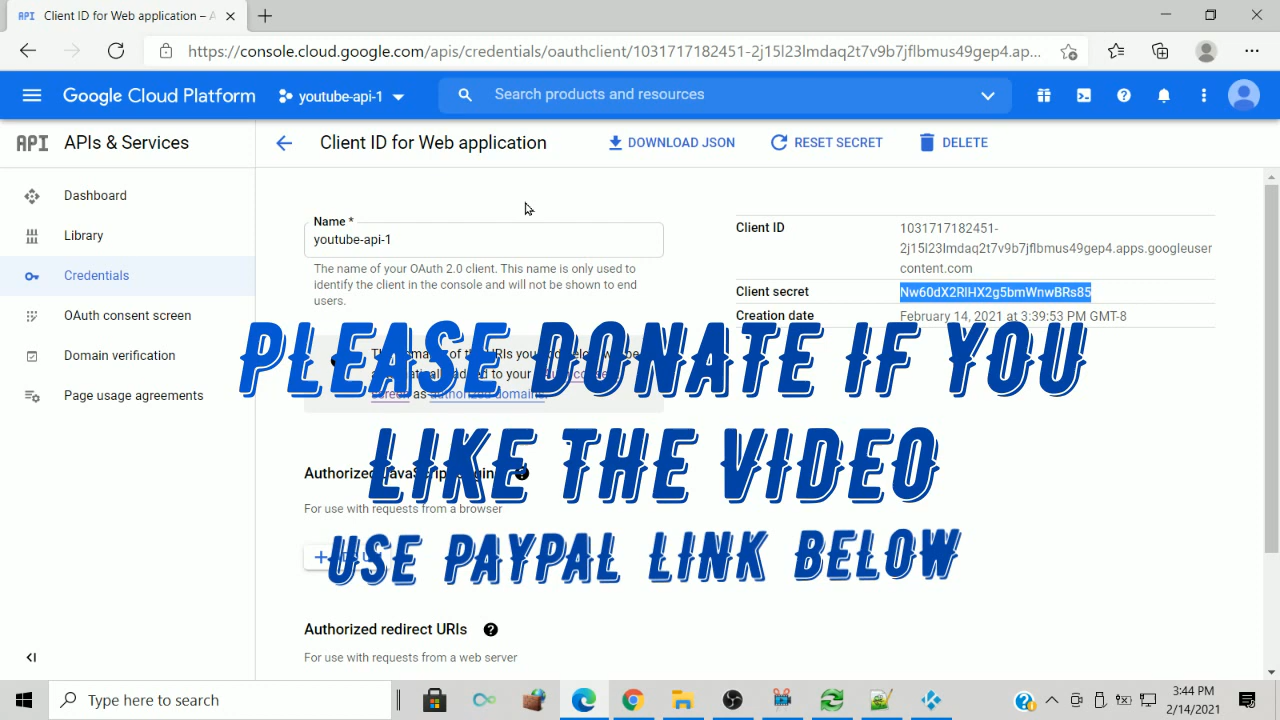 API Client ID for Web application – A
https://console.cloud.google.com/apis/credentials/oauthclient/1031717182451-2j15l23lmdaq2t7v9b7jflbmus49gep4.ap...
Google Cloud Platform youtube-api-1 Search products and resources
API APIs & Services
Client ID for Web application DOWNLOAD JSON RESET SECRET DELETE
Dashboard
Library
Credentials
OAuth consent screen
Domain verification
Page usage agreements
Name *
youtube-api-1
The name of your OAuth 2.0 client. This name is only used to
identify the client in the console and will not be shown to end
users.
Client ID 1031717182451-
2j15l23lmdaq2t7v9b7jflbmus49gep4.apps.googleuser
content.com
Client secret Nw60dX2RlHX2g5bmWnwBRs85
Creation date February 14, 2021 at 3:39:53 PM GMT-8
as authorized domains.
PLEASE DONATE IF YOU
LIKE THE VIDEO
USE PAYPAL LINK BELOW
Authorized JavaScript origins
For use with requests from a browser
Authorized redirect URIs
For use with requests from a web server
Type here to search
3:44 PM
2/14/2021